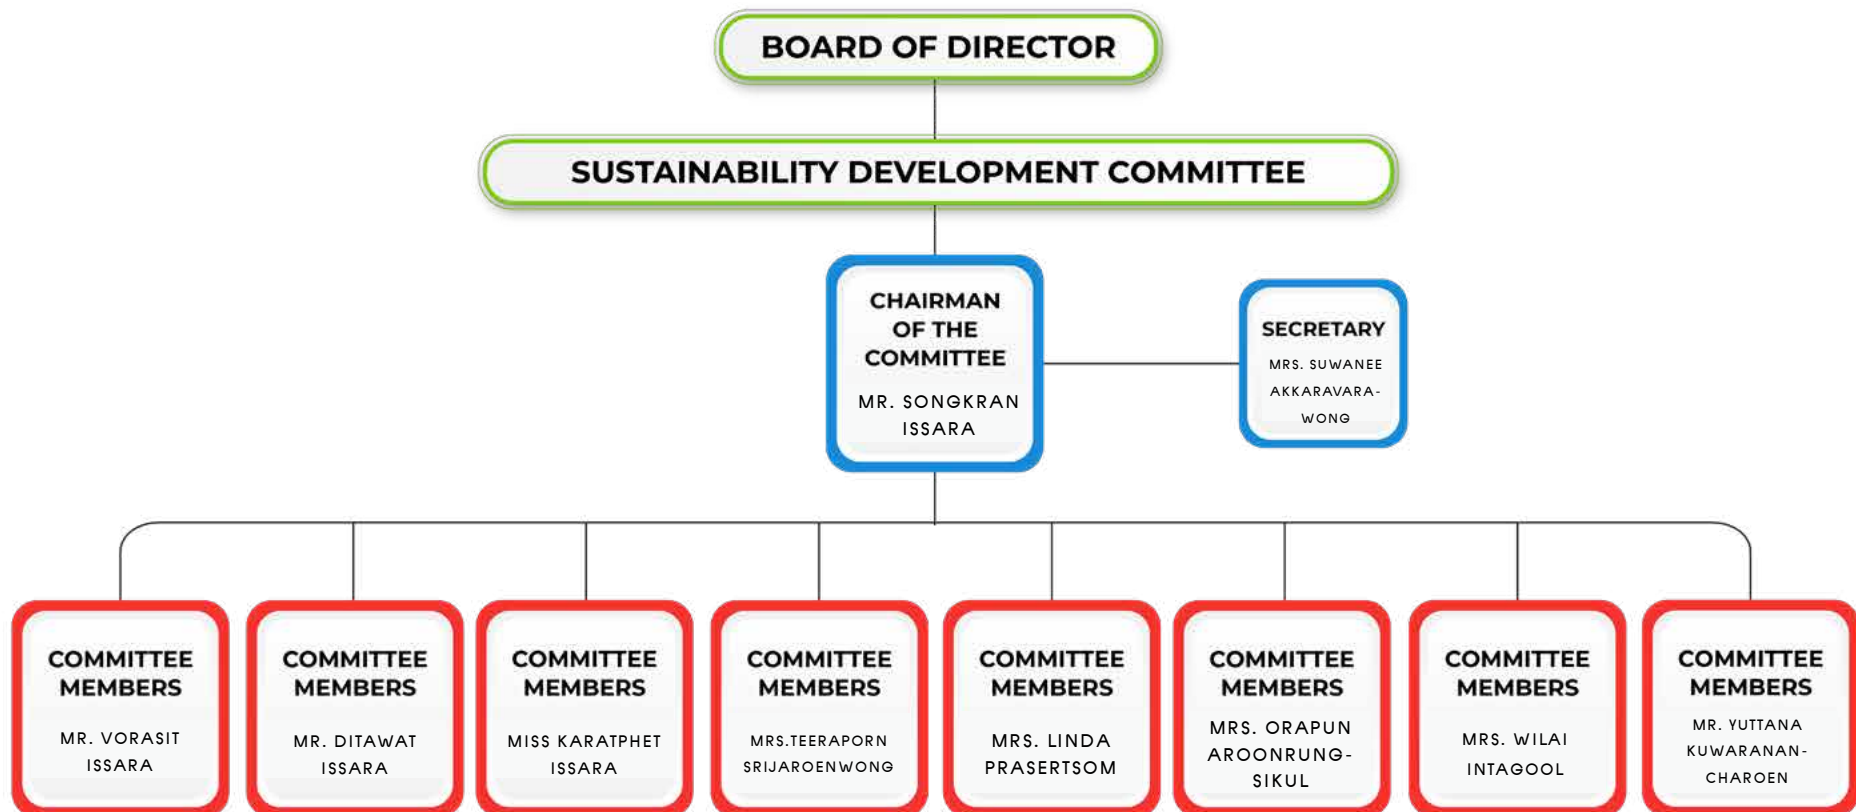 BOARD OF DIRECTOR
SUSTAINABILITY DEVELOPMENT COMMITTEE
CHAIRMAN
OF THE
COMMITTEE
MR. SONGKRAN
ISSARA
SECRETARY
MRS. SUWANEE
AKKARAVARA-
WONG
COMMITTEE
MEMBERS
MR. VORASIT
ISSARA
COMMITTEE
MEMBERS
MR. DITAWAT
ISSARA
COMMITTEE
MEMBERS
MISS KARATPHET
ISSARA
COMMITTEE
MEMBERS
MRS.TEERAPORN
SRIJAROENWONG
COMMITTEE
MEMBERS
MRS. LINDA
PRASERTSOM
COMMITTEE
MEMBERS
MRS. ORAPUN
AROONRUNG-
SIKUL
COMMITTEE
MEMBERS
MRS. WILAI
INTAGOOL
COMMITTEE
MEMBERS
MR. YUTTANA
KUWARANAN-
CHAROEN